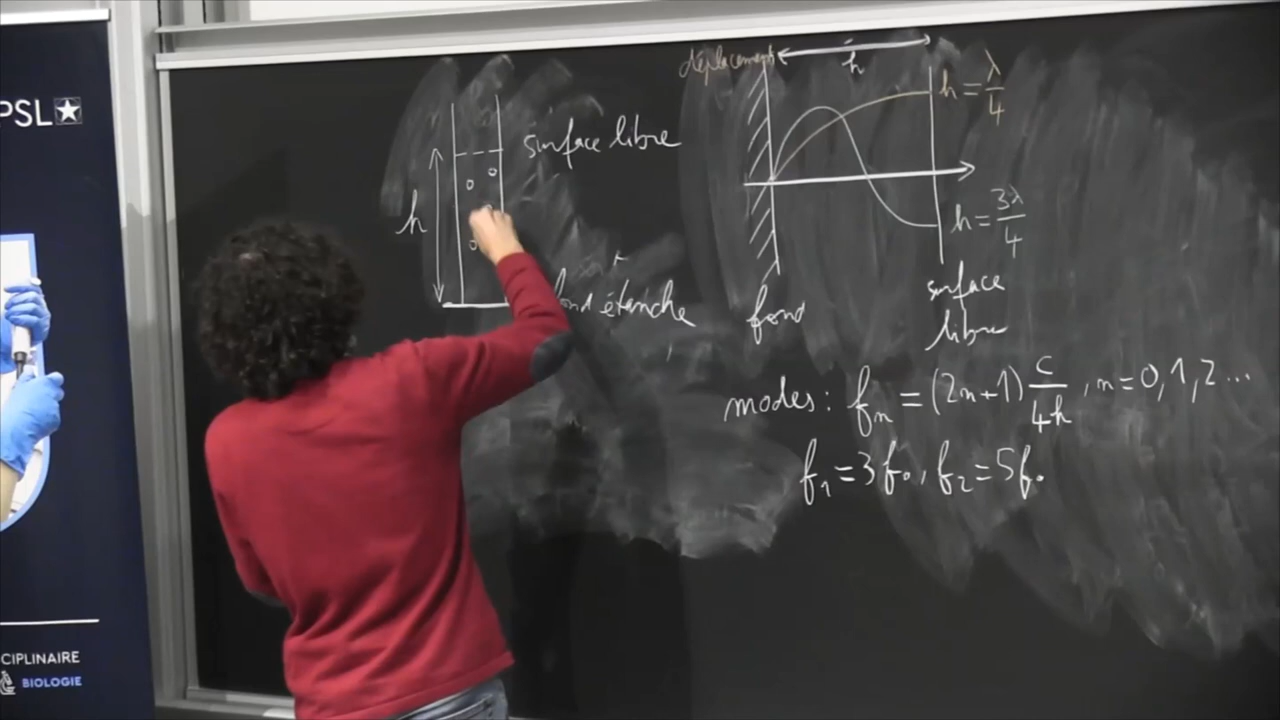 PSL
CIPLINAIRE
BIOLOGIE
surface libre
h
fond étanche
déplacement
h
h = λ/4
h = 3λ/4
fond
surface
libre
modes : fₙ = (2n+1) c/4h , n = 0, 1, 2 ...
f₁ = 3f₀ , f₂ = 5f₀